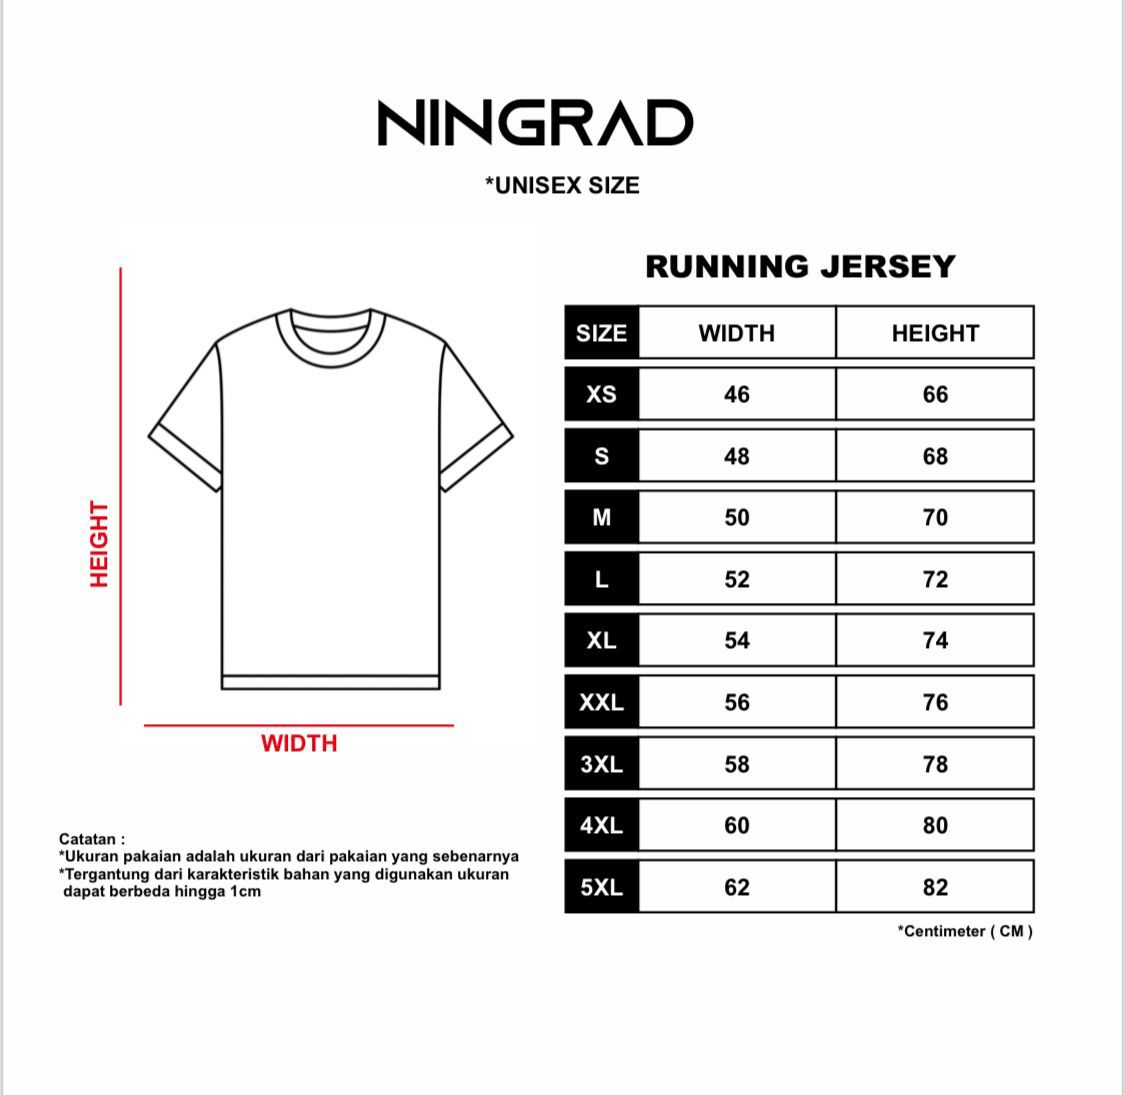 NINGRAD
*UNISEX SIZE
HEIGHT
WIDTH
RUNNING JERSEY
SIZE WIDTH HEIGHT
XS 46 66
S 48 68
M 50 70
L 52 72
XL 54 74
XXL 56 76
3XL 58 78
4XL 60 80
5XL 62 82
*Centimeter ( CM )
Catatan :
*Ukuran pakaian adalah ukuran dari pakaian yang sebenarnya
*Tergantung dari karakteristik bahan yang digunakan ukuran
dapat berbeda hingga 1cm